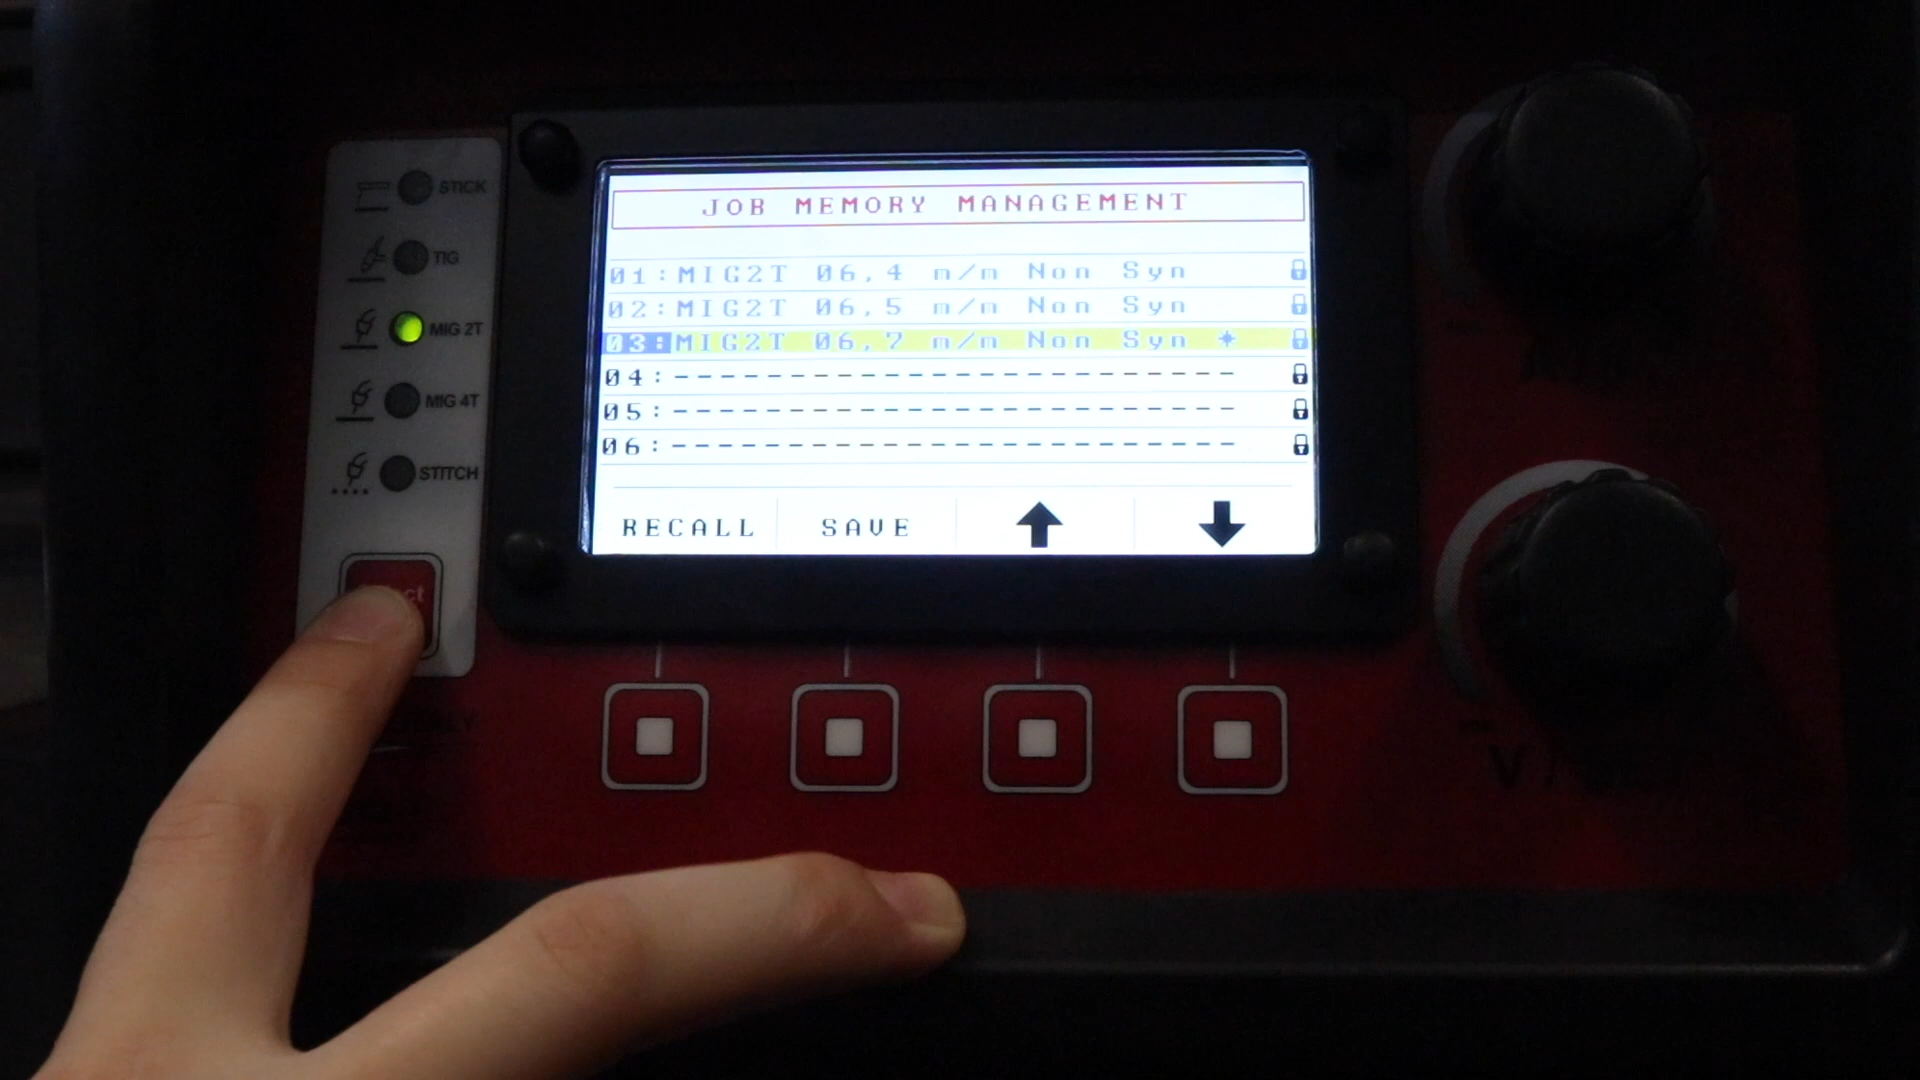 STICK
TIG
MIG 2T
MIG 4T
STITCH
JOB MEMORY MANAGEMENT
01:MIG2T 06,4 m/m Non Syn
02:MIG2T 06,5 m/m Non Syn
03:MIG2T 06,7 m/m Non Syn *
04:-------------------------
05:-------------------------
06:-------------------------
RECALL SAVE
V